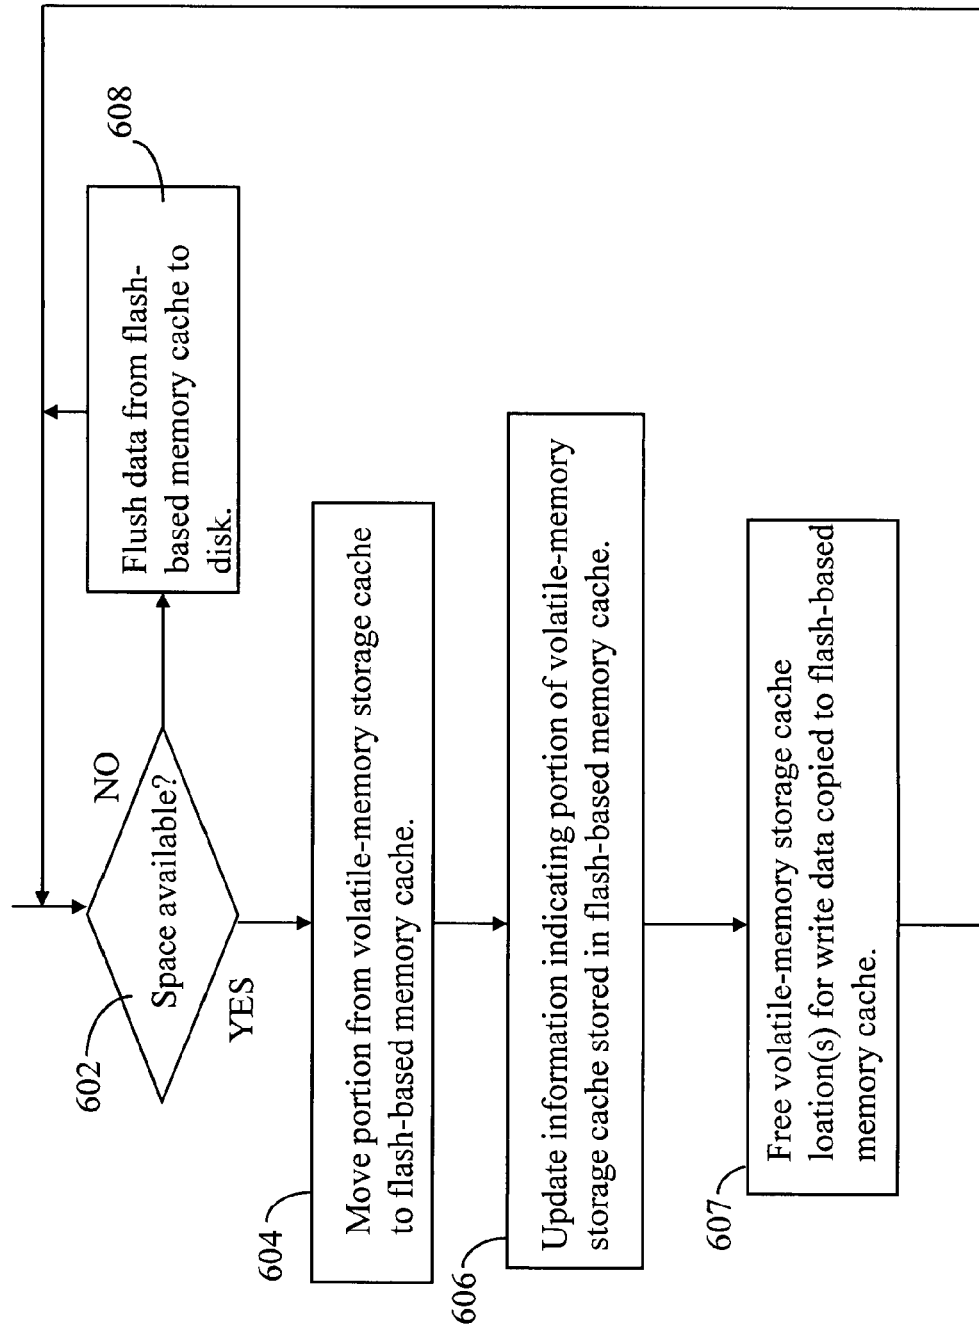 602
Space available?
NO
YES
608
Flush data from flash-
based memory cache to
disk.
604
Move portion from volatile-memory storage cache
to flash-based memory cache.
606
Update information indicating portion of volatile-memory
storage cache stored in flash-based memory cache.
607
Free volatile-memory storage cache
loation(s) for write data copied to flash-based
memory cache.